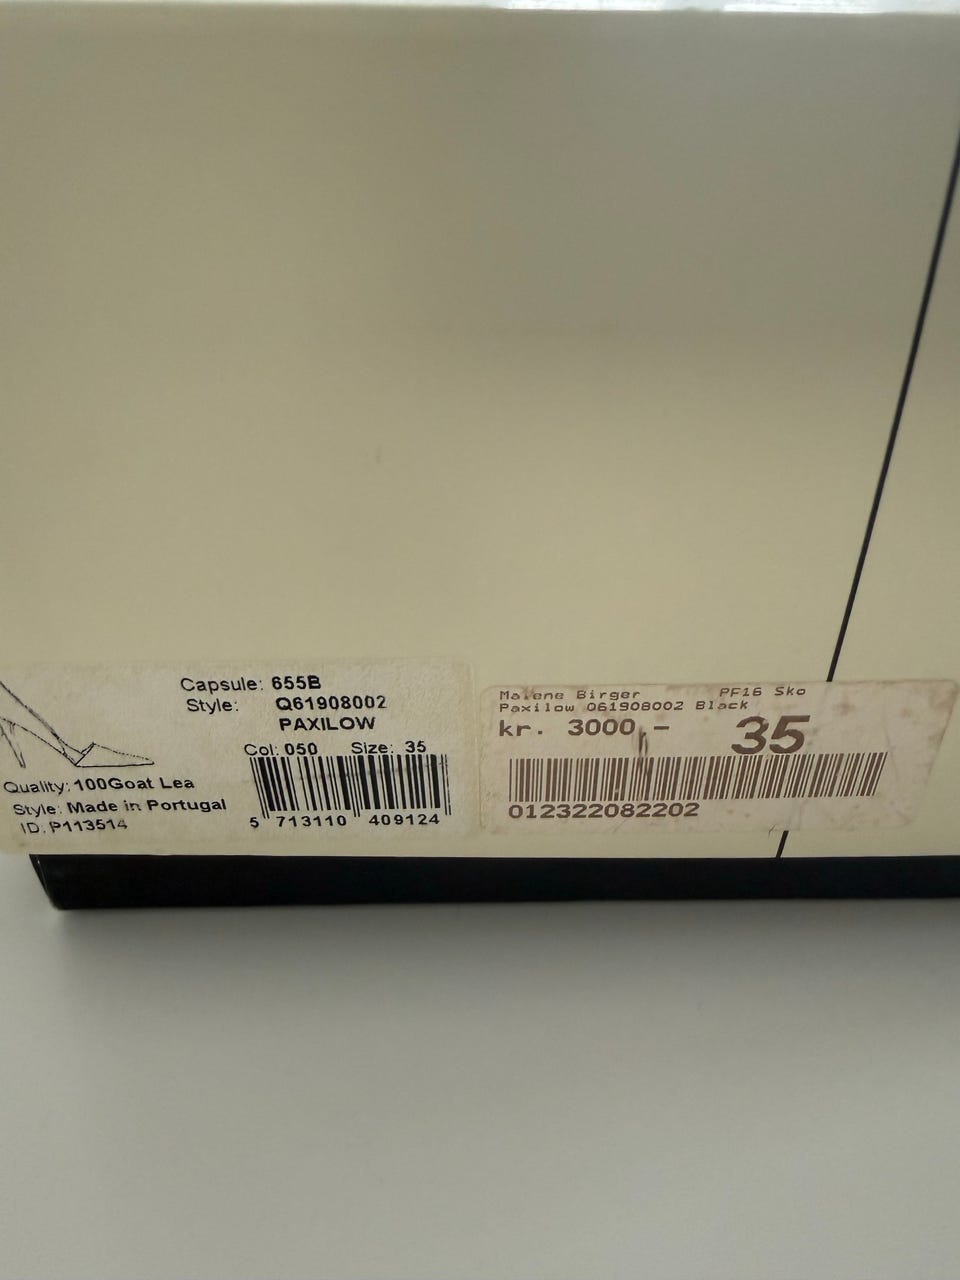 Capsule: 655B
Style: Q61908002
PAXILOW
Col: 050 Size: 35
Quality: 100Goat Lea
Style: Made in Portugal
ID: P113514
5 713110 409124
Malene Birger PF16 Sko
Paxilow Q61908002 Black
kr. 3000,- 35
012322082202